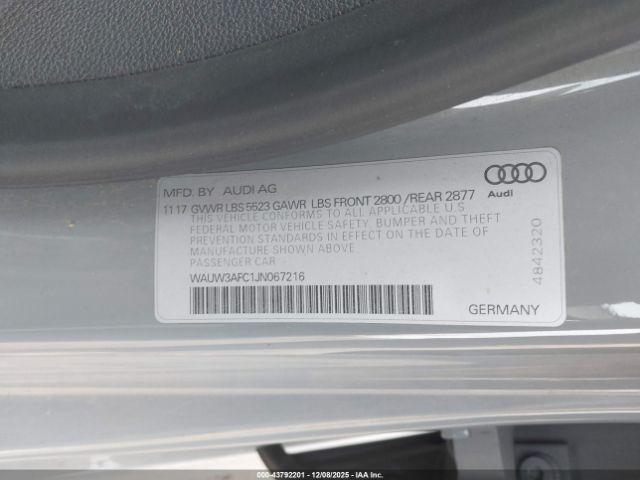 MFD. BY AUDI AG
11 17 GVWR LBS 5523 GAWR LBS FRONT 2800 /REAR 2877
THIS VEHICLE CONFORMS TO ALL APPLICABLE U.S
FEDERAL MOTOR VEHICLE SAFETY, BUMPER AND THEFT
PREVENTION STANDARDS IN EFFECT ON THE DATE OF
MANUFACTURE SHOWN ABOVE.
PASSENGER CAR
WAUW3AFC1JN067216
Audi
4842320
GERMANY
00-43792201 - 12/08/2025 - Copyright IAA, Inc.